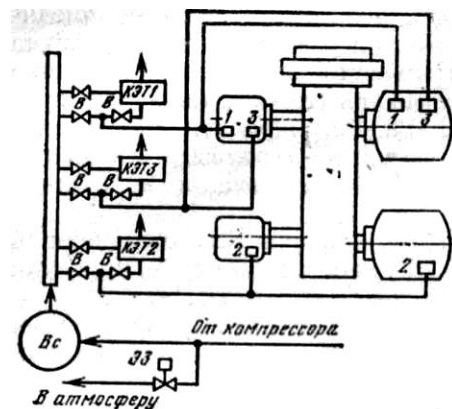 В В КЭТ1
1 3 1 3
В В КЭТ3
В В КЭТ2
2 2
Вс От компрессора
ЭЗ
В атмосферу